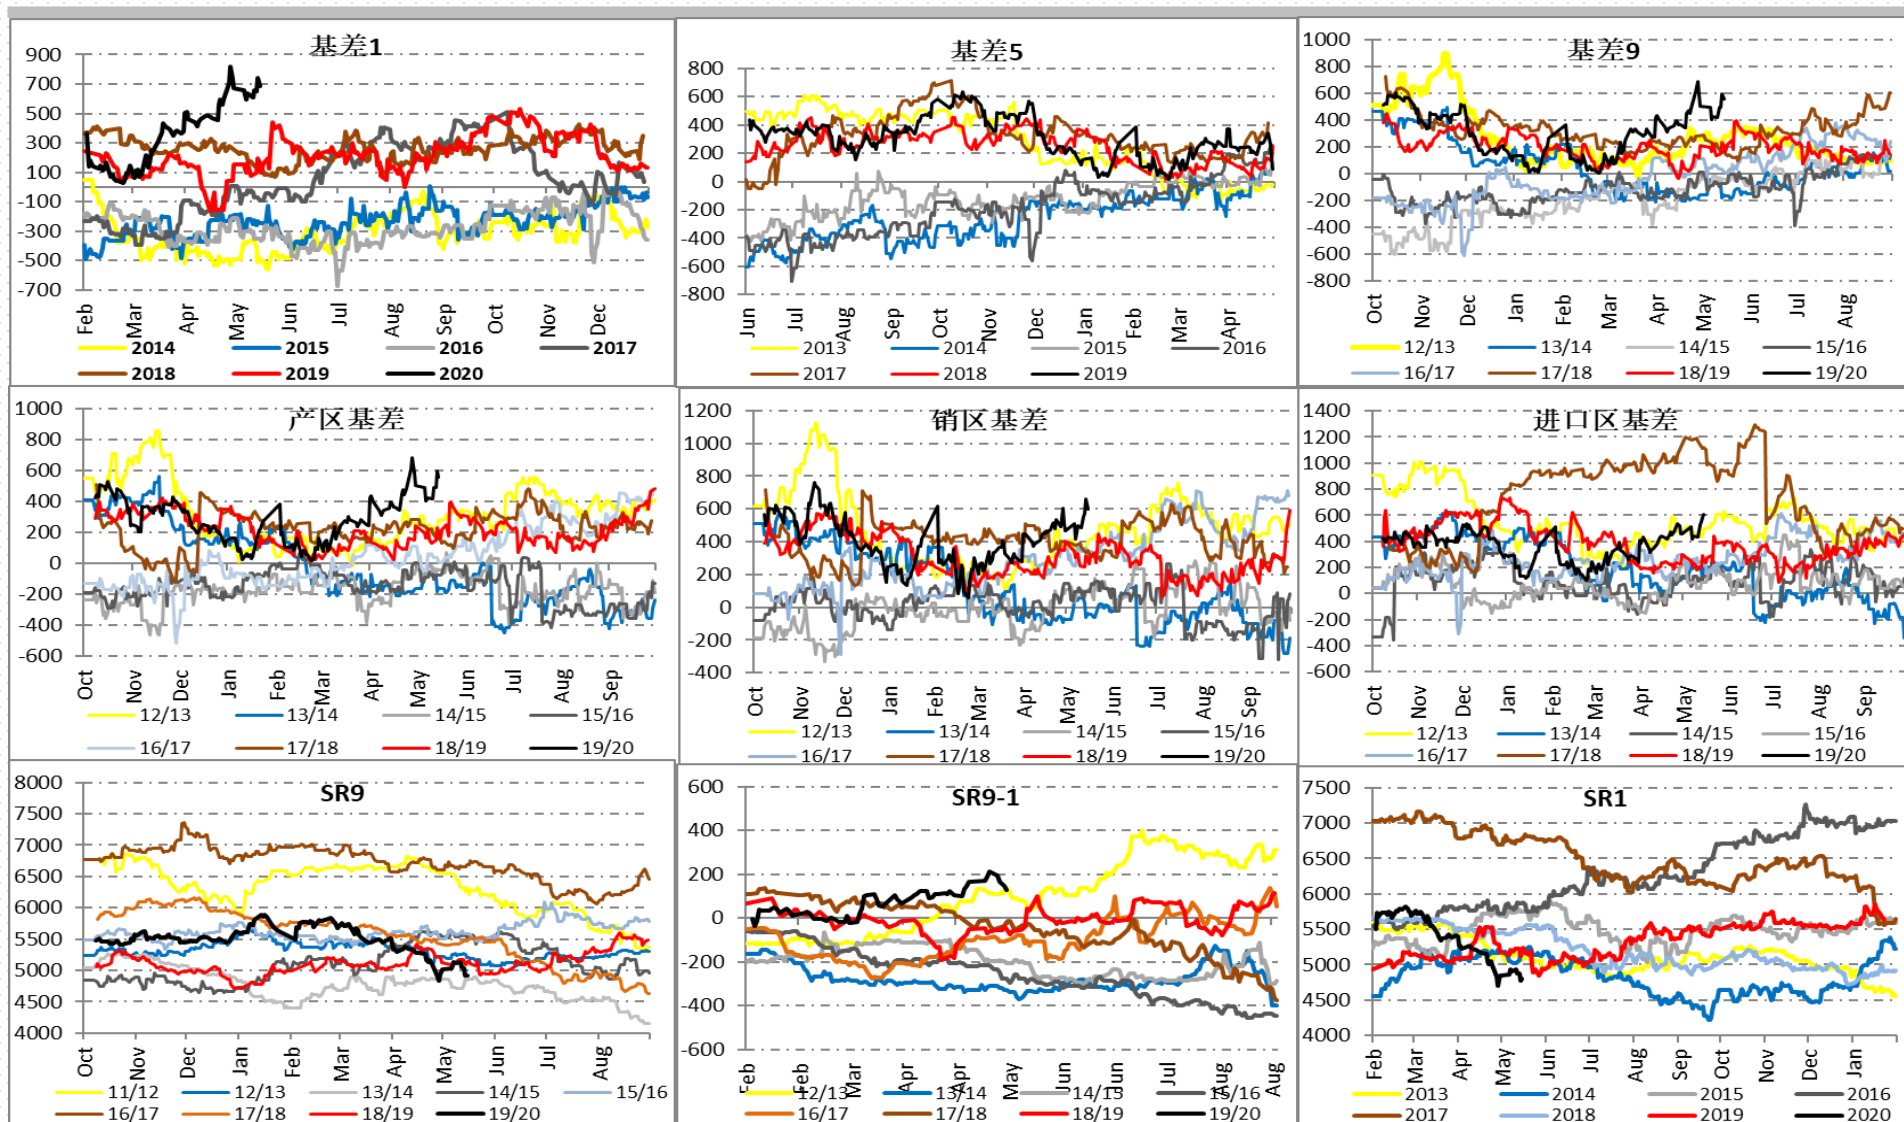 基差1
900
700
500
300
100
-100
-300
-500
-700
Feb Mar Apr May Jun Jul Aug Sep Oct Nov Dec
2014 2015 2016 2017
2018 2019 2020
基差5
800
600
400
200
0
-200
-400
-600
-800
Jun Jul Aug Sep Oct Nov Dec Jan Feb Mar Apr
2013 2014 2015 2016
2017 2018 2019
基差9
1000
800
600
400
200
0
-200
-400
-600
-800
Oct Nov Dec Jan Feb Mar Apr May Jun Jul Aug
12/13 13/14 14/15 15/16
16/17 17/18 18/19 19/20
产区基差
1000
800
600
400
200
0
-200
-400
-600
Oct Nov Dec Jan Feb Mar Apr May Jun Jul Aug Sep
12/13 13/14 14/15 15/16
16/17 17/18 18/19 19/20
销区基差
1200
1000
800
600
400
200
0
-200
-400
Oct Nov Dec Jan Feb Mar Apr May Jun Jul Aug Sep
12/13 13/14 14/15 15/16
16/17 17/18 18/19 19/20
进口区基差
1400
1200
1000
800
600
400
200
0
-200
-400
-600
Oct Nov Dec Jan Feb Mar Apr May Jun Jul Aug Sep
12/13 13/14 14/15 15/16
16/17 17/18 18/19 19/20
SR9
8000
7500
7000
6500
6000
5500
5000
4500
4000
Oct Nov Dec Jan Feb Mar Apr May Jun Jul Aug
11/12 12/13 13/14 14/15 15/16
16/17 17/18 18/19 19/20
SR9-1
600
400
200
0
-200
-400
-600
Feb Feb Mar Apr Apr May Jun Jun Jul Aug Aug
12/13 13/14 14/15 15/16
16/17 17/18 18/19 19/20
SR1
7500
7000
6500
6000
5500
5000
4500
4000
Feb Mar Apr May Jun Jul Aug Sep Oct Nov Dec Jan
2013 2014 2015 2016
2017 2018 2019 2020